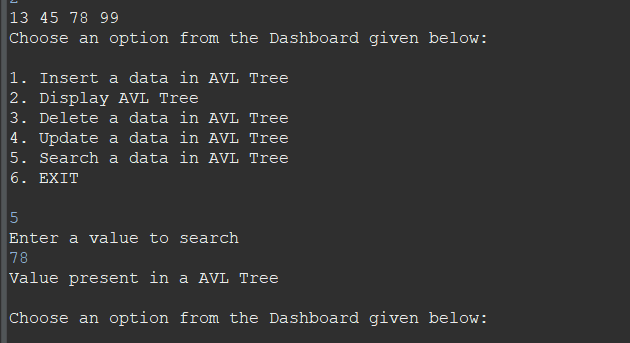 2
13 45 78 99
Choose an option from the Dashboard given below:
1. Insert a data in AVL Tree
2. Display AVL Tree
3. Delete a data in AVL Tree
4. Update a data in AVL Tree
5. Search a data in AVL Tree
6. EXIT
5
Enter a value to search
78
Value present in a AVL Tree
Choose an option from the Dashboard given below: